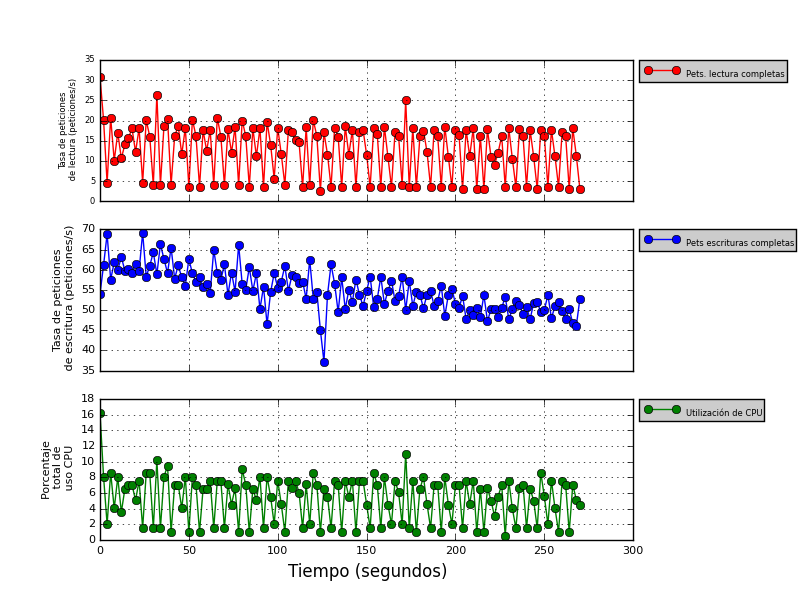 35
30
25
20
15
10
5
0
Tasa de peticiones
de lectura (peticiones/s)
Pets. lectura completas
70
65
60
55
50
45
40
35
Tasa de peticiones
de escritura (peticiones/s)
Pets escrituras completas
18
16
14
12
10
8
6
4
2
0
Porcentaje
total de
uso CPU
Utilización de CPU
0 50 100 150 200 250 300
Tiempo (segundos)